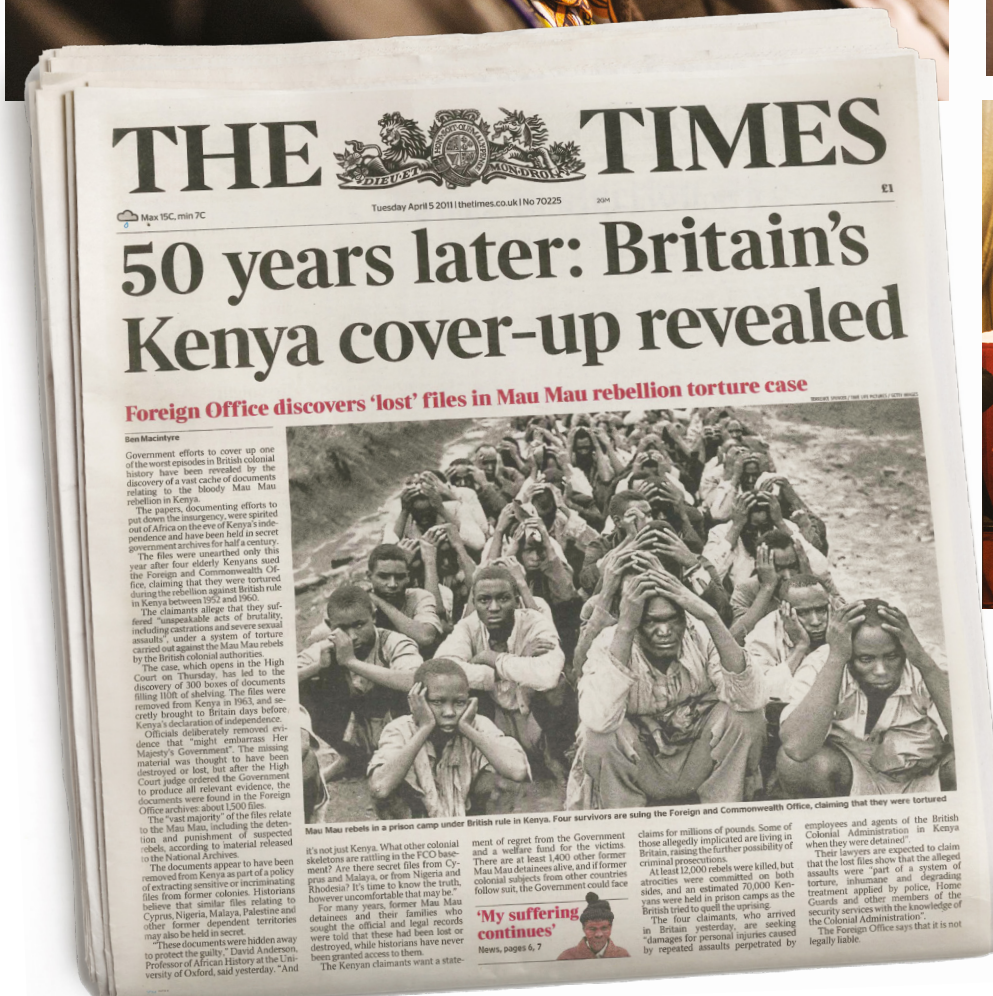 THE TIMES
HONI·SOIT·QUI·MAL·Y·PENSE
DIEU·ET MON·DROIT
Max 15C, min 7C
Tuesday April 5 2011 | thetimes.co.uk | No 70225
2GM
£1
50 years later: Britain’s
Kenya cover-up revealed
Foreign Office discovers ‘lost’ files in Mau Mau rebellion torture case
Ben Macintyre
Government efforts to cover up one
of the worst episodes in British colonial
history have been revealed by the
discovery of a vast cache of documents
relating to the bloody Mau Mau
rebellion in Kenya.
The papers, documenting efforts to
put down the insurgency, were spirited
out of Africa on the eve of Kenya’s inde-
pendence and have been held in secret
government archives for half a century.
The files were unearthed only this
year after four elderly Kenyans sued
the Foreign and Commonwealth Of-
fice, claiming that they were tortured
during the rebellion against British rule
in Kenya between 1952 and 1960.
The claimants allege that they suf-
fered “unspeakable acts of brutality,
including castrations and severe sexual
assaults”, under a system of torture
carried out against the Mau Mau rebels
by the British colonial authorities.
The case, which opens in the High
Court on Thursday, has led to the
discovery of 300 boxes of documents
filling 110ft of shelving. The files were
removed from Kenya in 1963, and se-
cretly brought to Britain days before
Kenya’s declaration of independence.
Officials deliberately removed evi-
dence that “might embarrass Her
Majesty’s Government”. The missing
material was thought to have been
destroyed or lost, but after the High
Court judge ordered the Government
to produce all relevant evidence, the
documents were found in the Foreign
Office archives: about 1,500 files.
The “vast majority” of the files relate
to the Mau Mau, including the deten-
tion and punishment of suspected
rebels, according to material released
to the National Archives.
The documents appear to have been
removed from Kenya as part of a policy
of extracting sensitive or incriminating
files from former colonies. Historians
believe that similar files relating to
Cyprus, Nigeria, Malaya, Palestine and
other former dependent territories
may also be held in secret.
“These documents were hidden away
to protect the guilty,” David Anderson,
Professor of African History at the Uni-
versity of Oxford, said yesterday. “And
Mau Mau rebels in a prison camp under British rule in Kenya. Four survivors are suing the Foreign and Commonwealth Office, claiming that they were tortured
it’s not just Kenya. What other colonial
skeletons are rattling in the FCO base-
ment? Are there secret files from Cy-
prus and Malaya, or from Nigeria and
Rhodesia? It’s time to know the truth,
however uncomfortable that may be.”
For many years, former Mau Mau
detainees and their families who
sought the official and legal records
were told that these had been lost or
destroyed, while historians have never
been granted access to them.
The Kenyan claimants want a state-
ment of regret from the Government
and a welfare fund for the victims.
There are at least 1,400 other former
Mau Mau detainees alive, and if former
colonial subjects from other countries
follow suit, the Government could face
‘My suffering
continues’
News, pages 6, 7
claims for millions of pounds. Some of
those allegedly implicated are living in
Britain, raising the further possibility of
criminal prosecutions.
At least 12,000 rebels were killed, but
atrocities were committed on both
sides, and an estimated 70,000 Ken-
yans were held in prison camps as the
British tried to quell the uprising.
The four claimants, who arrived
in Britain yesterday, are seeking
“damages for personal injuries caused
by repeated assaults perpetrated by
employees and agents of the British
Colonial Administration in Kenya
when they were detained”.
Their lawyers are expected to claim
that the lost files show that the alleged
assaults “were part of a system of
torture, inhumane and degrading
treatment applied by police, Home
Guards and other members of the
security services with the knowledge of
the Colonial Administration”.
The Foreign Office says that it is not
legally liable.